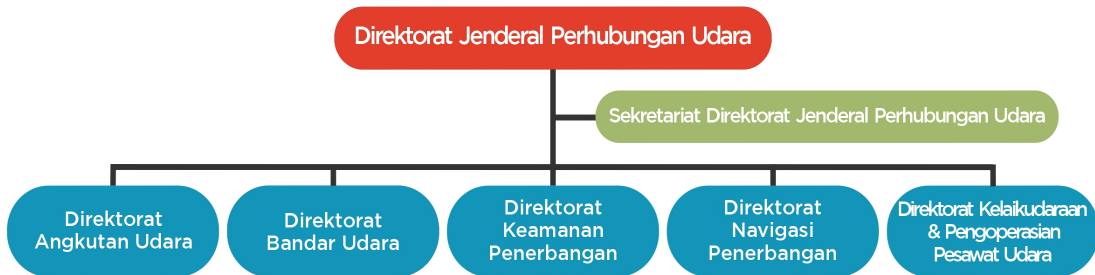 Direktorat Jenderal Perhubungan Udara
Sekretariat Direktorat Jenderal Perhubungan Udara
Direktorat
Angkutan Udara
Direktorat
Bandar Udara
Direktorat
Keamanan
Penerbangan
Direktorat
Navigasi
Penerbangan
Direktorat Kelaikudaraan
& Pengoperasian
Pesawat Udara